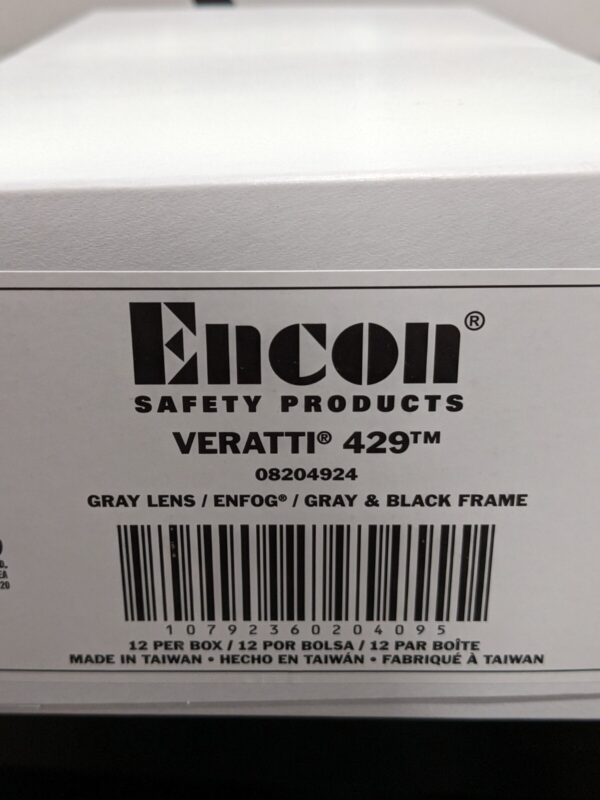 Encon®
SAFETY PRODUCTS
VERATTI® 429™
08204924
GRAY LENS / ENFOG® / GRAY & BLACK FRAME
10792360204095
12 PER BOX / 12 POR BOLSA / 12 PAR BOÎTE
MADE IN TAIWAN • HECHO EN TAIWÁN • FABRIQUÉ À TAIWAN